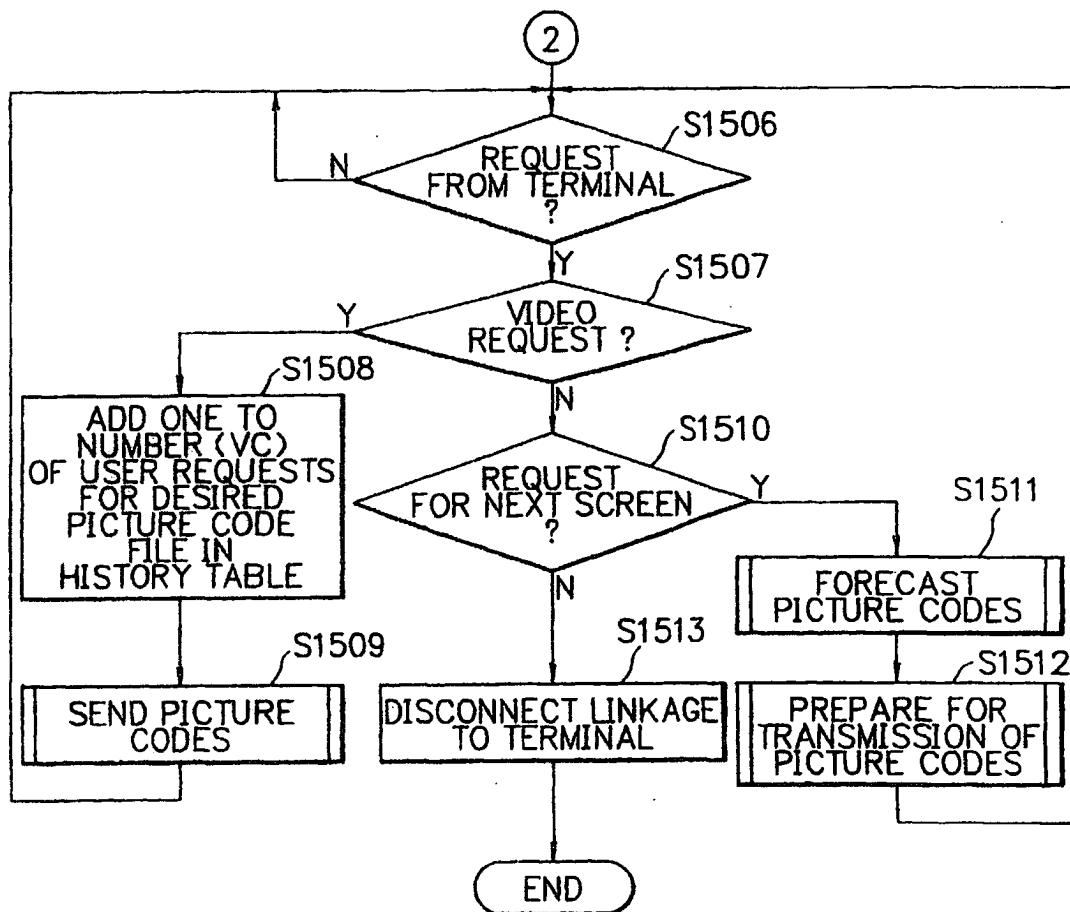 2
S1506
REQUEST
FROM TERMINAL
?
N
Y
S1507
VIDEO
REQUEST ?
Y
N
S1508
ADD ONE TO
NUMBER (VC)
OF USER REQUESTS
FOR DESIRED
PICTURE CODE
FILE IN
HISTORY TABLE
S1509
SEND PICTURE
CODES
S1510
REQUEST
FOR NEXT SCREEN
?
Y
N
S1511
FORECAST
PICTURE CODES
S1512
PREPARE FOR
TRANSMISSION OF
PICTURE CODES
S1513
DISCONNECT LINKAGE
TO TERMINAL
END